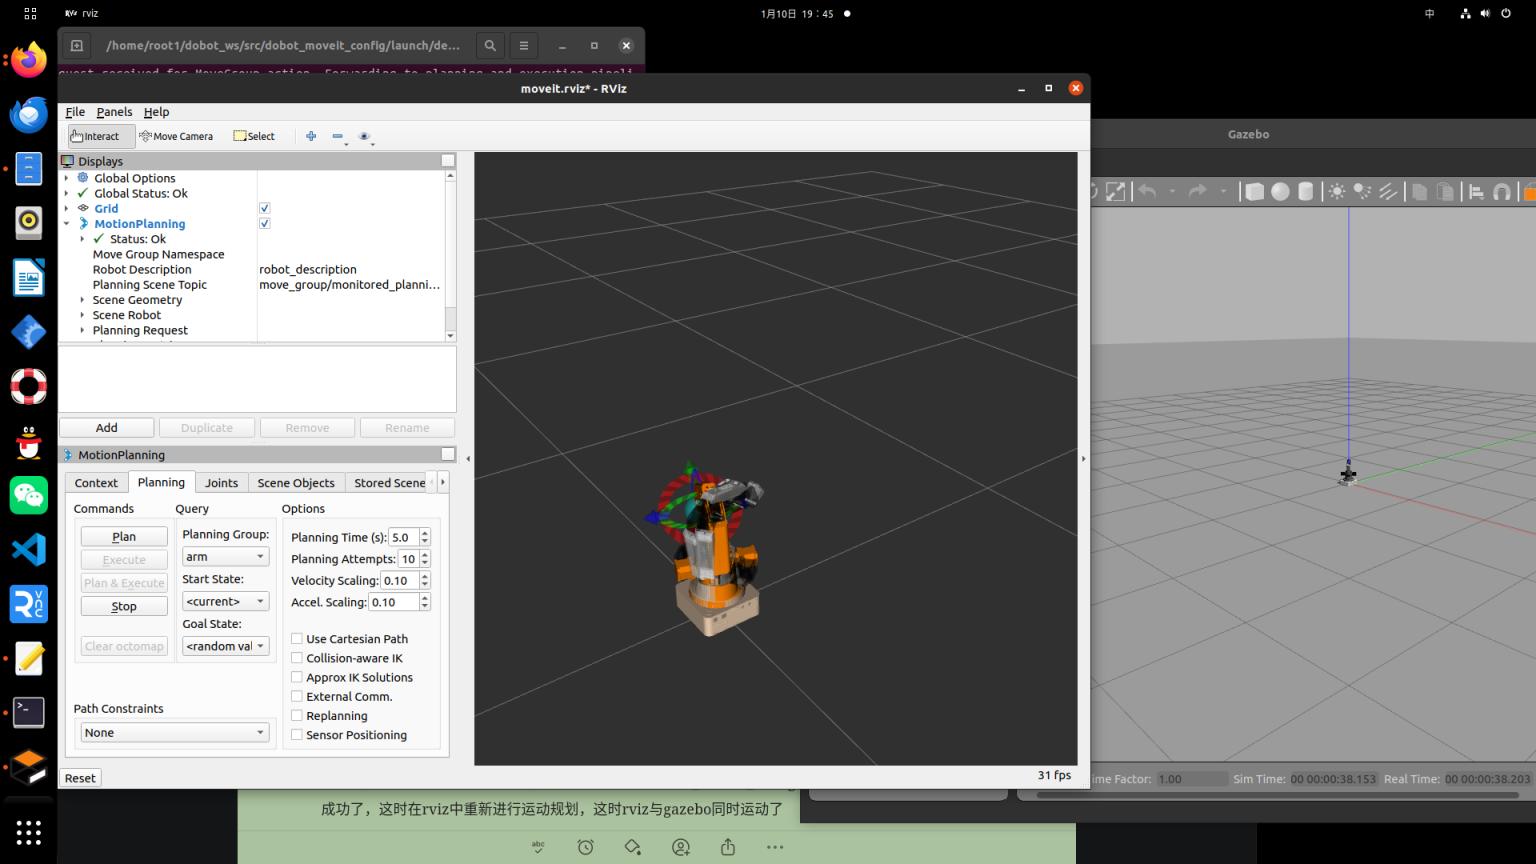 rviz
1月10日 19：45
中
/home/root1/dobot_ws/src/dobot_moveit_config/launch/de...
quest received for MoveGroup action. Forwarding to planning and execution pipeli
moveit.rviz* - RViz
File Panels Help
Interact Move Camera Select
Displays
Global Options
Global Status: Ok
Grid
MotionPlanning
Status: Ok
Move Group Namespace
Robot Description robot_description
Planning Scene Topic move_group/monitored_planni...
Scene Geometry
Scene Robot
Planning Request
Add Duplicate Remove Rename
MotionPlanning
Context Planning Joints Scene Objects Stored Scene
Commands Query Options
Plan
Execute
Plan & Execute
Stop
Clear octomap
Planning Group:
arm
Start State:
<current>
Goal State:
<random val
Planning Time (s): 5.0
Planning Attempts: 10
Velocity Scaling: 0.10
Accel. Scaling: 0.10
Use Cartesian Path
Collision-aware IK
Approx IK Solutions
External Comm.
Replanning
Sensor Positioning
Path Constraints
None
Reset
31 fps
Gazebo
ime Factor: 1.00 Sim Time: 00 00:00:38.153 Real Time: 00 00:00:38.203
成功了，这时在rviz中重新进行运动规划，这时rviz与gazebo同时运动了
abc